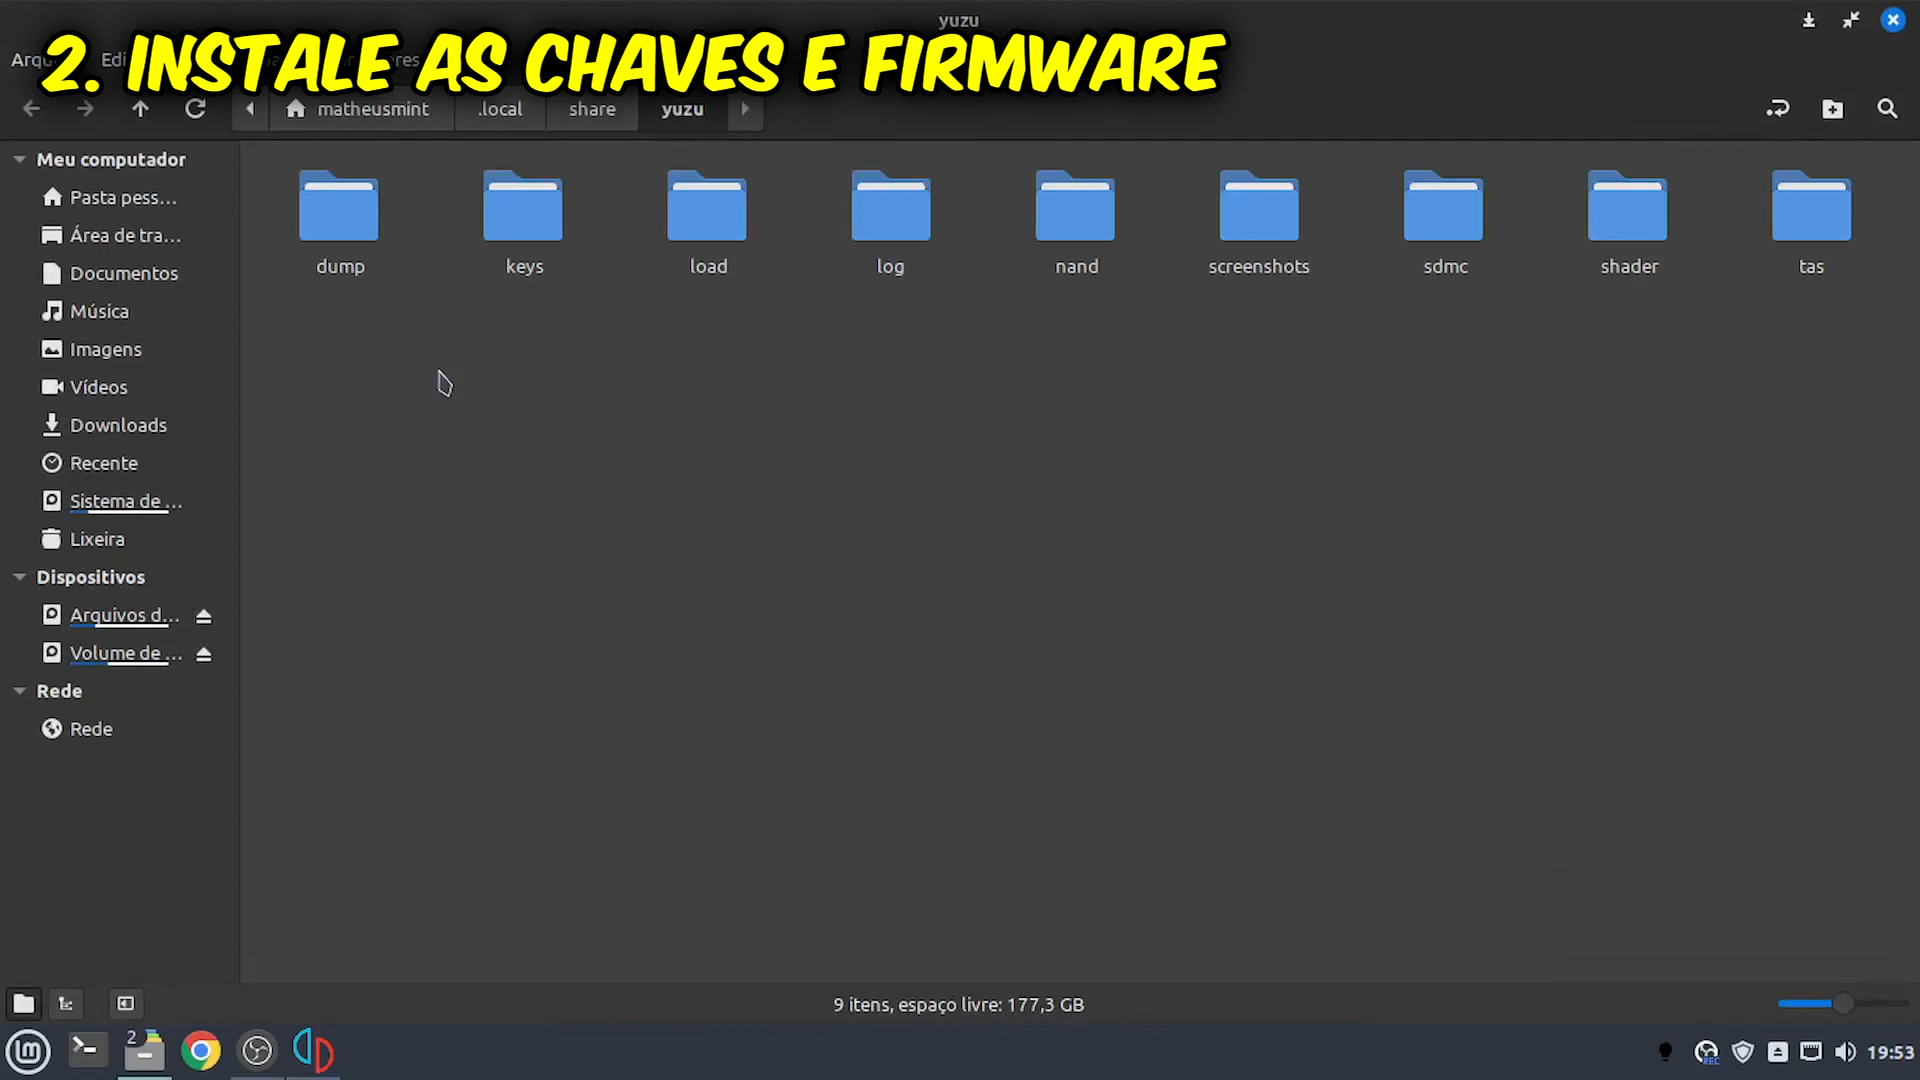 yuzu
2. INSTALE AS CHAVES E FIRMWARE
matheusmint
.local
share
yuzu
Meu computador
Pasta pess...
Área de tra...
Documentos
Música
Imagens
Vídeos
Downloads
Recente
Sistema de ...
Lixeira
Dispositivos
Arquivos d...
Volume de ...
Rede
Rede
dump
keys
load
log
nand
screenshots
sdmc
shader
tas
9 itens, espaço livre: 177,3 GB
2
REC
19:53